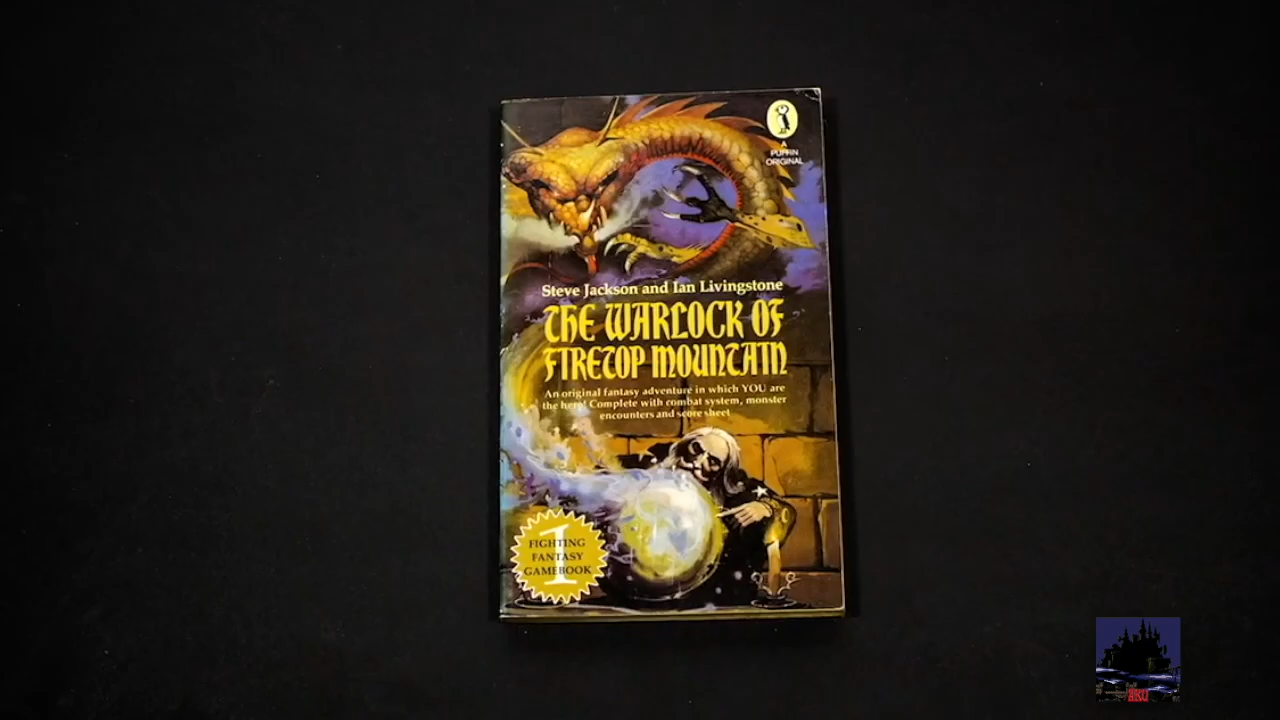 A
PUFFIN
ORIGINAL
Steve Jackson and Ian Livingstone
THE WARLOCK OF
FIRETOP MOUNTAIN
An original fantasy adventure in which YOU are
the hero! Complete with combat system, monster
encounters and score sheet
1
FIGHTING
FANTASY
GAMEBOOK
AKU